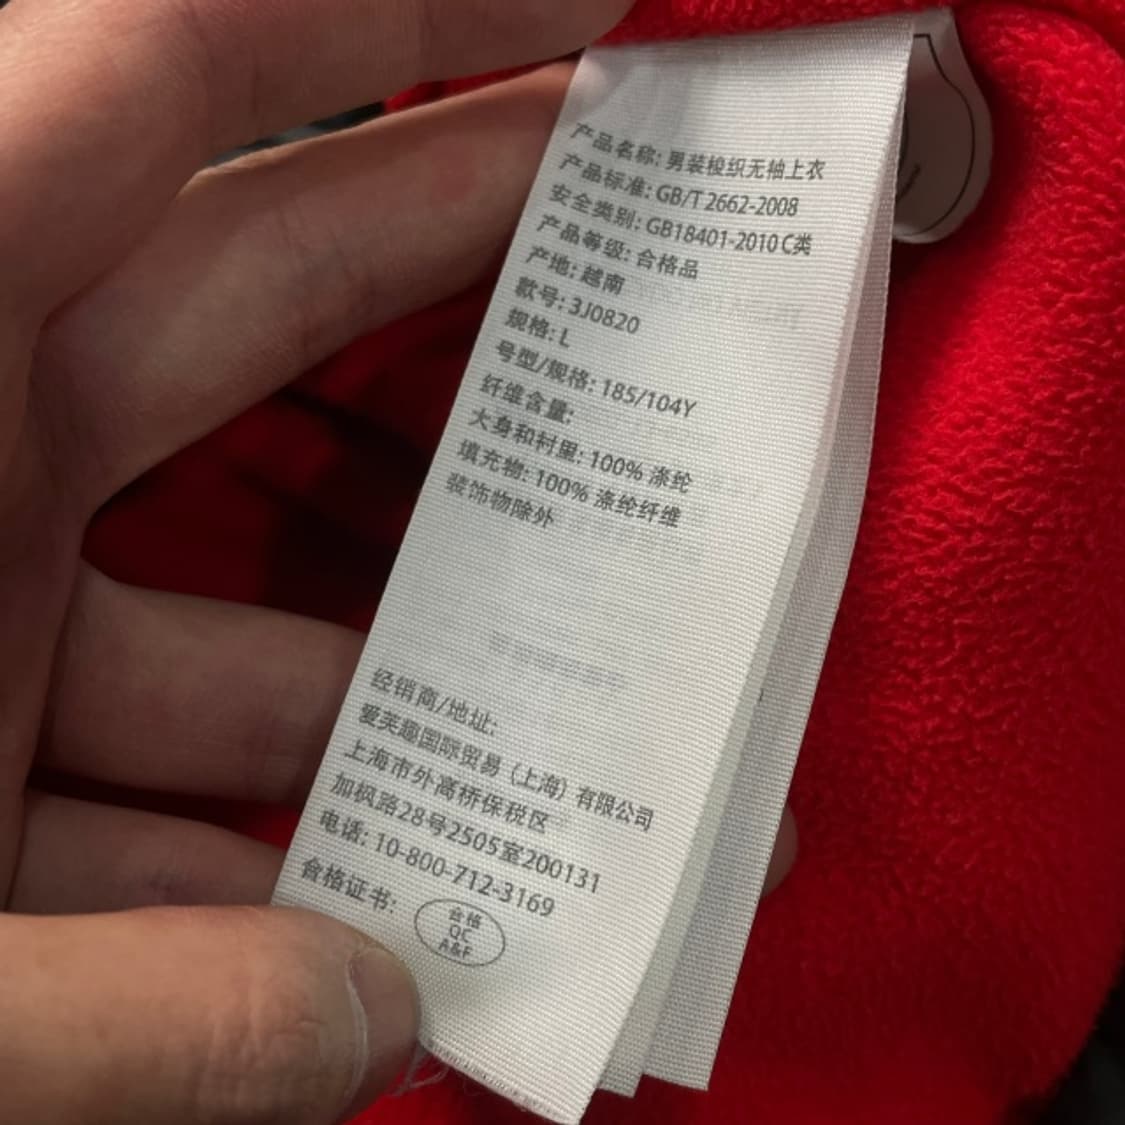 产品名称: 男装梭织无袖上衣
产品标准: GB/T 2662-2008
安全类别: GB18401-2010 C类
产品等级: 合格品
产地: 越南
款号: 3J0820
规格: L
号型/规格: 185/104Y
纤维含量:
大身和衬里: 100% 涤纶
填充物: 100% 涤纶纤维
装饰物除外
经销商/地址:
爱芙趣国际贸易 (上海) 有限公司
上海市外高桥保税区
加枫路28号2505室200131
电话: 10-800-712-3169
合格证书:
合格
QC
A&F